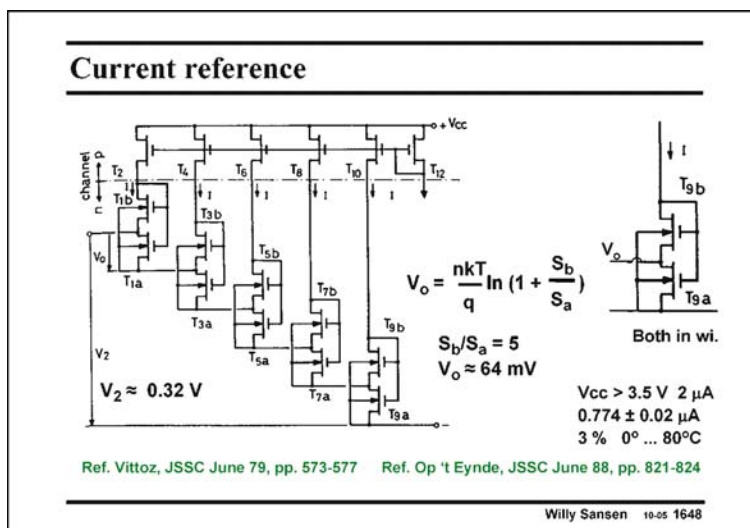 Current reference
+ Vcc
channel
p
n
T2
T4
T6
T8
T10
T12
I
I
I
I
I
I
T1b
T3b
T5b
T7b
T9b
T1a
T3a
T5a
T7a
T9a
Vo
V2
V2 ≈ 0.32 V
−
Vo = nkT/q ln (1 + Sb/Sa)
Sb/Sa = 5
Vo ≈ 64 mV
I
T9b
Vo
T9a
Both in wi.
Vcc > 3.5 V 2 μA
0.774 ± 0.02 μA
3 % 0° ... 80°C
Ref. Vittoz, JSSC June 79, pp. 573-577 Ref. Op 't Eynde, JSSC June 88, pp. 821-824
Willy Sansen 10-05 1648